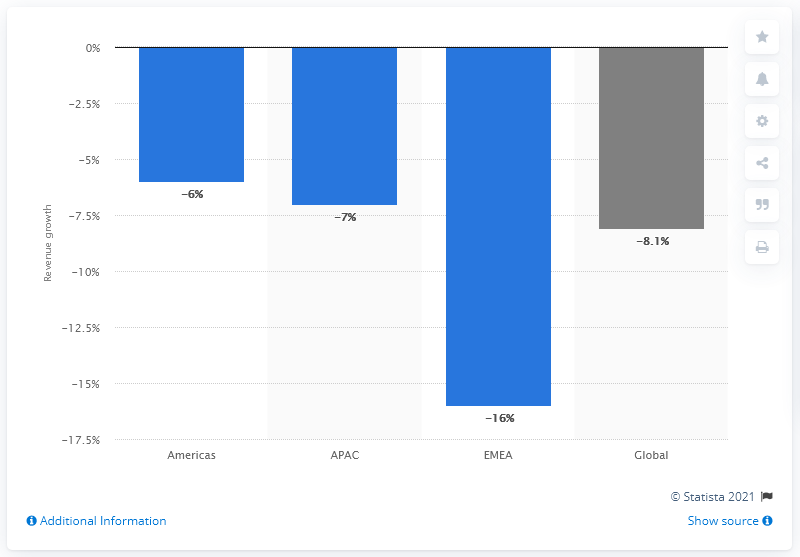 0%
−2.5%
−5%
−7.5%
−10%
−12.5%
−15%
−17.5%
Revenue growth
−6%
−7%
−16%
−8.1%
Americas
APAC
EMEA
Global
© Statista 2021
Additional Information
Show source